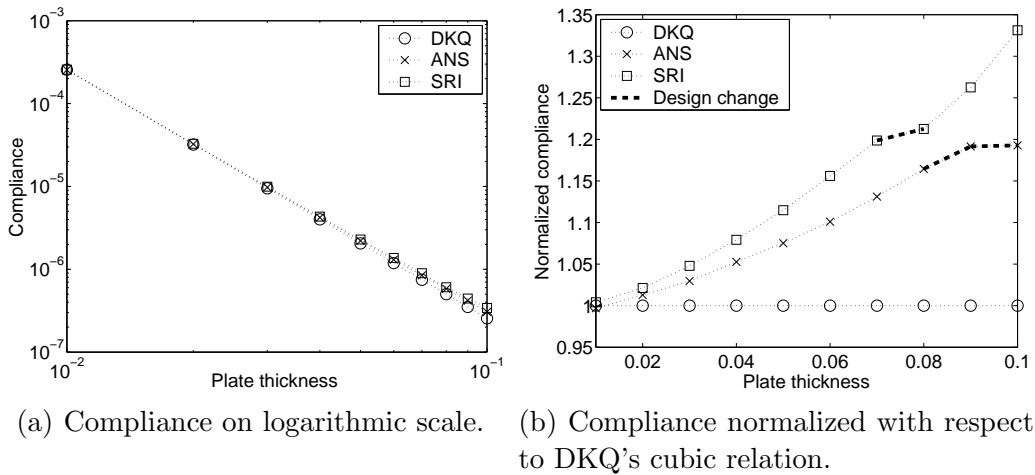 10^-3
10^-4
10^-5
10^-6
10^-7
10^-2
10^-1
Compliance
Plate thickness
DKQ
ANS
SRI
(a) Compliance on logarithmic scale.
1.35
1.3
1.25
1.2
1.15
1.1
1.05
1
0.95
0.02
0.04
0.06
0.08
0.1
Normalized compliance
Plate thickness
DKQ
ANS
SRI
Design change
(b) Compliance normalized with respect
to DKQ's cubic relation.